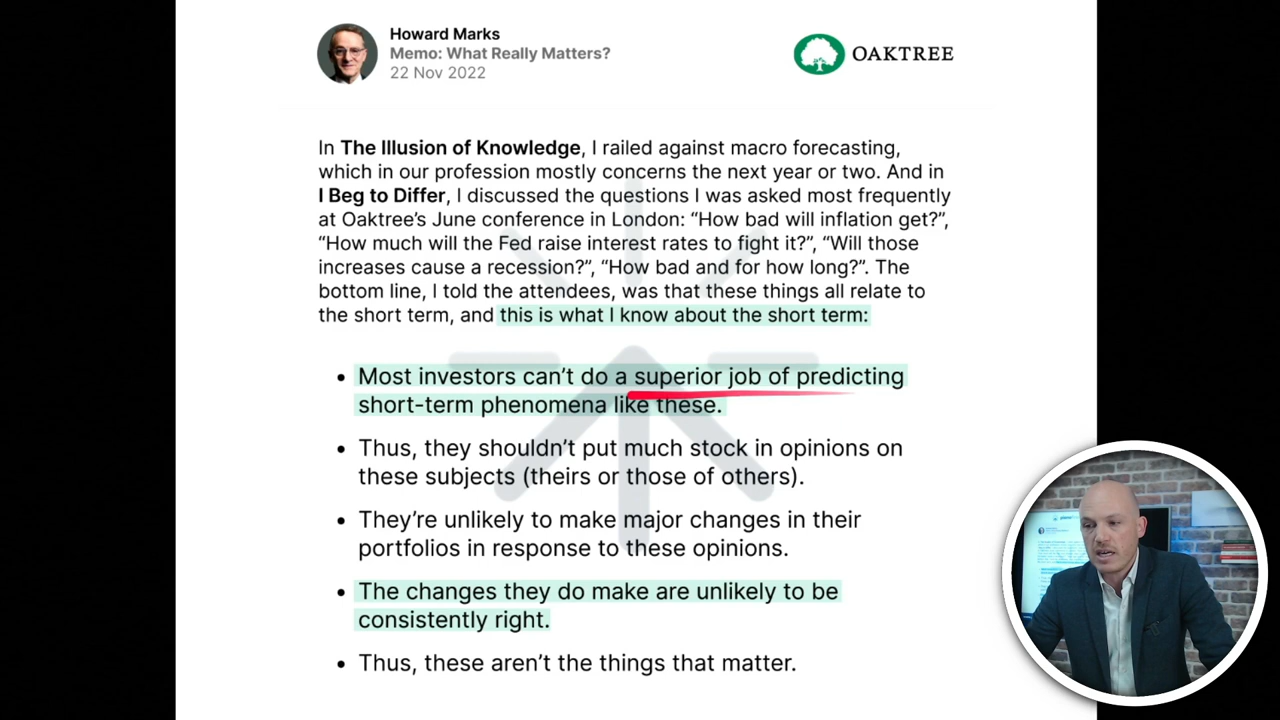 Howard Marks
Memo: What Really Matters?
22 Nov 2022
OAKTREE
In The Illusion of Knowledge, I railed against macro forecasting,
which in our profession mostly concerns the next year or two. And in
I Beg to Differ, I discussed the questions I was asked most frequently
at Oaktree’s June conference in London: “How bad will inflation get?”,
“How much will the Fed raise interest rates to fight it?”, “Will those
increases cause a recession?”, “How bad and for how long?”. The
bottom line, I told the attendees, was that these things all relate to
the short term, and this is what I know about the short term:
• Most investors can’t do a superior job of predicting
short-term phenomena like these.
• Thus, they shouldn’t put much stock in opinions on
these subjects (theirs or those of others).
• They’re unlikely to make major changes in their
portfolios in response to these opinions.
• The changes they do make are unlikely to be
consistently right.
• Thus, these aren’t the things that matter.